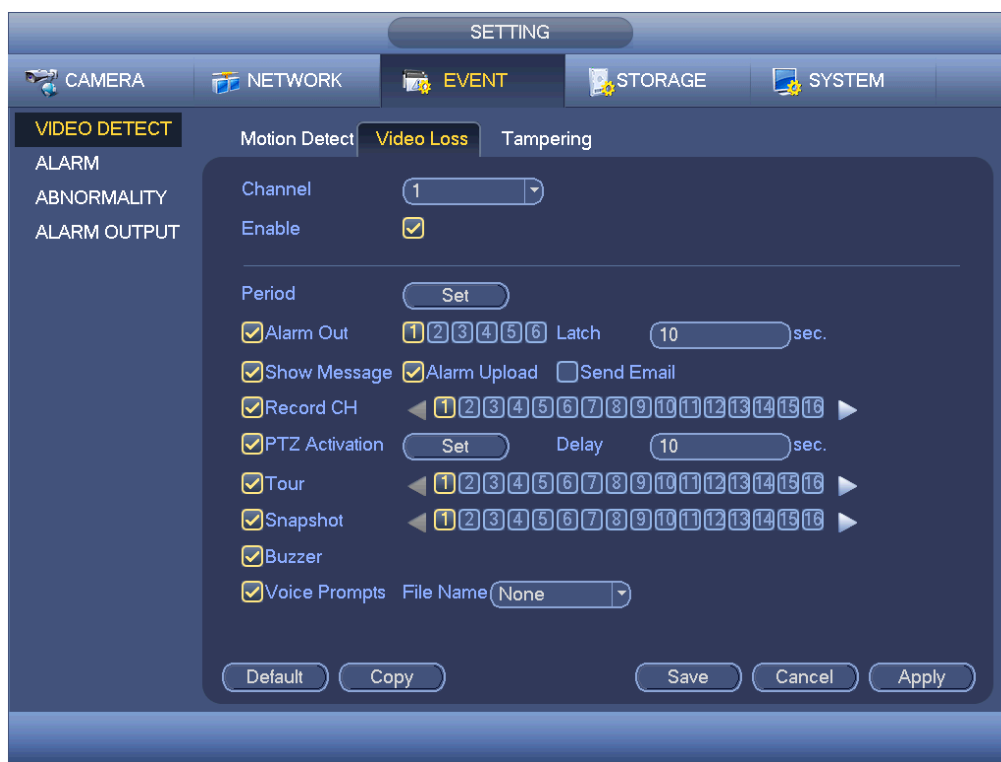 SETTING
CAMERA NETWORK EVENT STORAGE SYSTEM
VIDEO DETECT
ALARM
ABNORMALITY
ALARM OUTPUT
Motion Detect Video Loss Tampering
Channel 1
Enable
Period Set
Alarm Out 1 2 3 4 5 6 Latch 10 sec.
Show Message Alarm Upload Send Email
Record CH 1 2 3 4 5 6 7 8 9 10 11 12 13 14 15 16
PTZ Activation Set Delay 10 sec.
Tour 1 2 3 4 5 6 7 8 9 10 11 12 13 14 15 16
Snapshot 1 2 3 4 5 6 7 8 9 10 11 12 13 14 15 16
Buzzer
Voice Prompts File Name None
Default Copy Save Cancel Apply